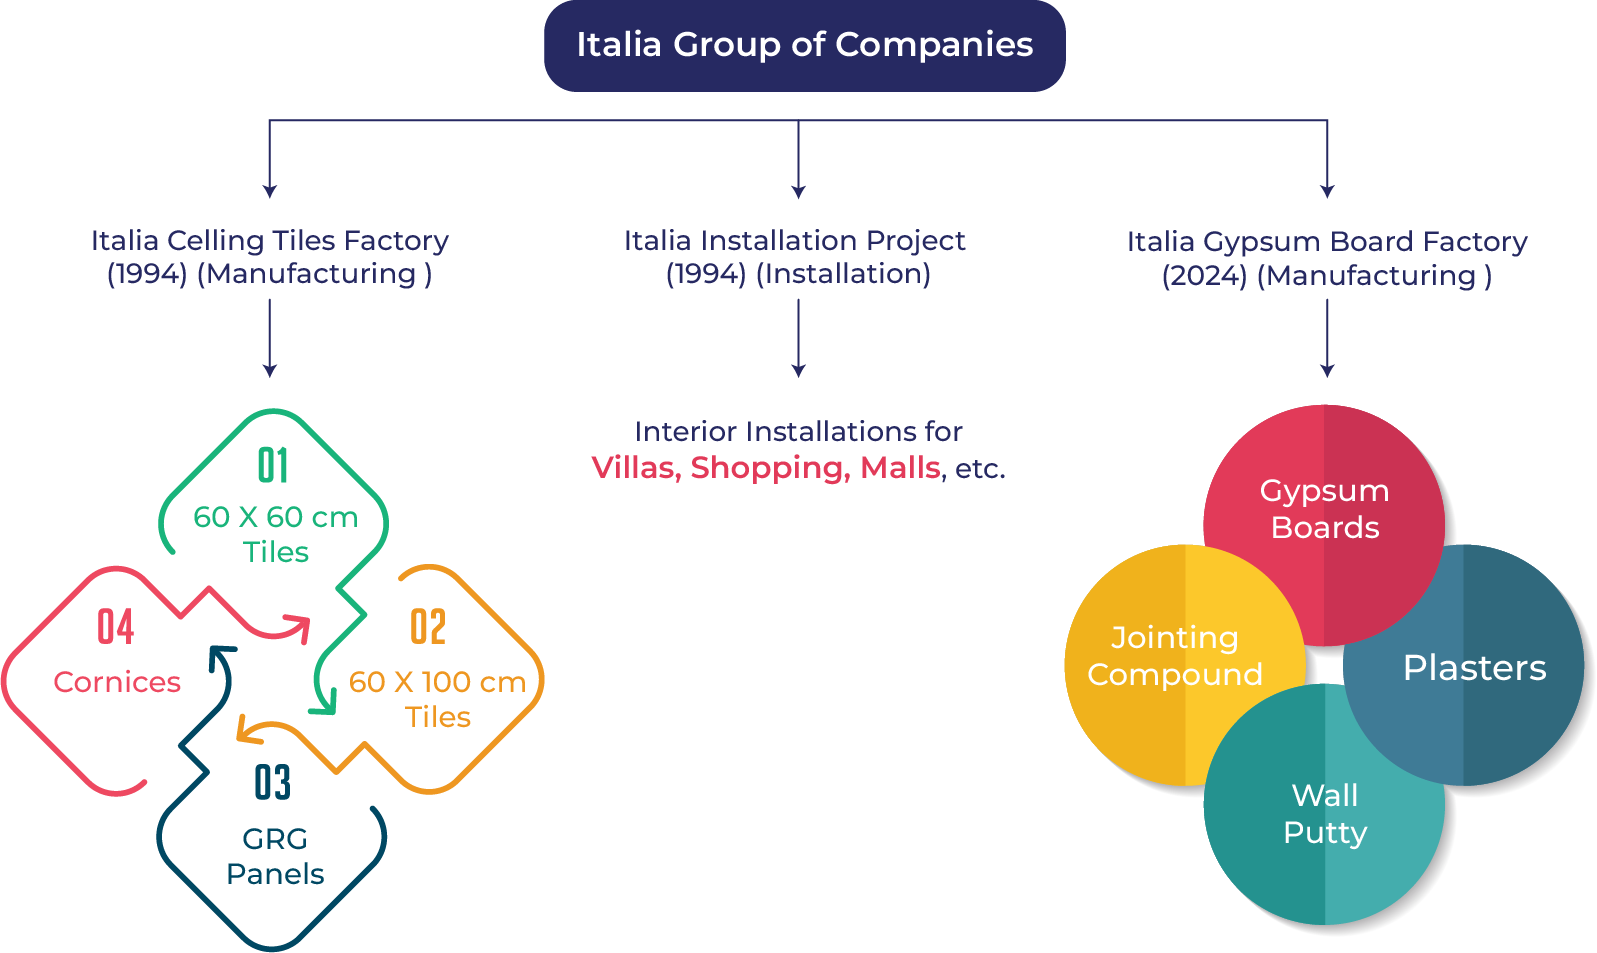 Italia Group of Companies
Italia Celling Tiles Factory
(1994) (Manufacturing )
Italia Installation Project
(1994) (Installation)
Italia Gypsum Board Factory
(2024) (Manufacturing )
01
60 X 60 cm
Tiles
02
60 X 100 cm
Tiles
03
GRG
Panels
04
Cornices
Interior Installations for
Villas, Shopping, Malls, etc.
Gypsum
Boards
Jointing
Compound
Plasters
Wall
Putty